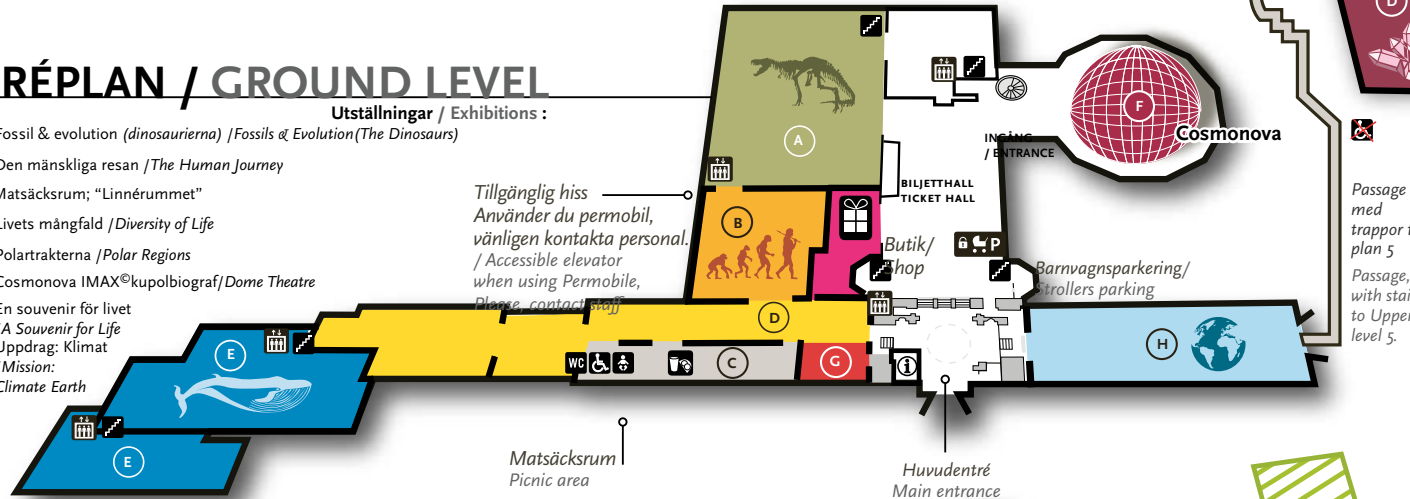 RÉPLAN / GROUND LEVEL
Utställningar / Exhibitions :
Fossil & evolution (dinosaurierna) /Fossils & Evolution(The Dinosaurs)
Den mänskliga resan /The Human Journey
Matsäcksrum; “Linnérummet”
Livets mångfald /Diversity of Life
Polartrakterna /Polar Regions
Cosmonova IMAX©kupolbiograf/Dome Theatre
En souvenir för livet
/A Souvenir for Life
Uppdrag: Klimat
/Mission:
Climate Earth
Tillgänglig hiss
Använder du permobil,
vänligen kontakta personal.
/ Accessible elevator
when using Permobile,
Please, contact staff
A
B
C
D
E
E
F
G
H
D
Cosmonova
INGÅNG
/ ENTRANCE
BILJETTHALL
TICKET HALL
Butik/
Shop
P
Barnvagnsparkering/
Strollers parking
WC
i
Matsäcksrum
Picnic area
Huvudentré
Main entrance
Passage
med
trappor t
plan 5
Passage,
with stai
to Upper
level 5.